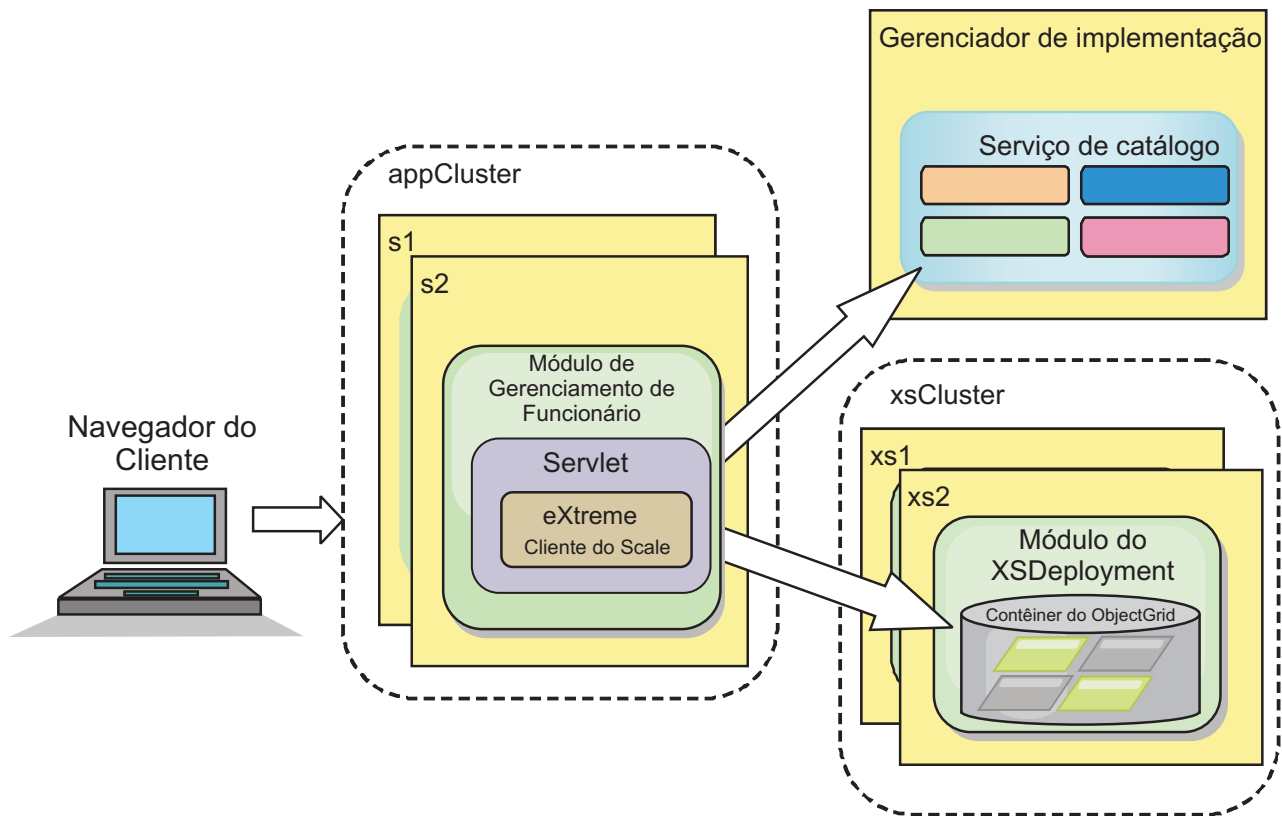 Navegador do
Cliente
appCluster
s1
s2
Módulo de
Gerenciamento de
Funcionário
Servlet
eXtreme
Cliente do Scale
Gerenciador de implementação
Serviço de catálogo
xsCluster
xs1
xs2
Módulo do
XSDeployment
Contêiner do ObjectGrid